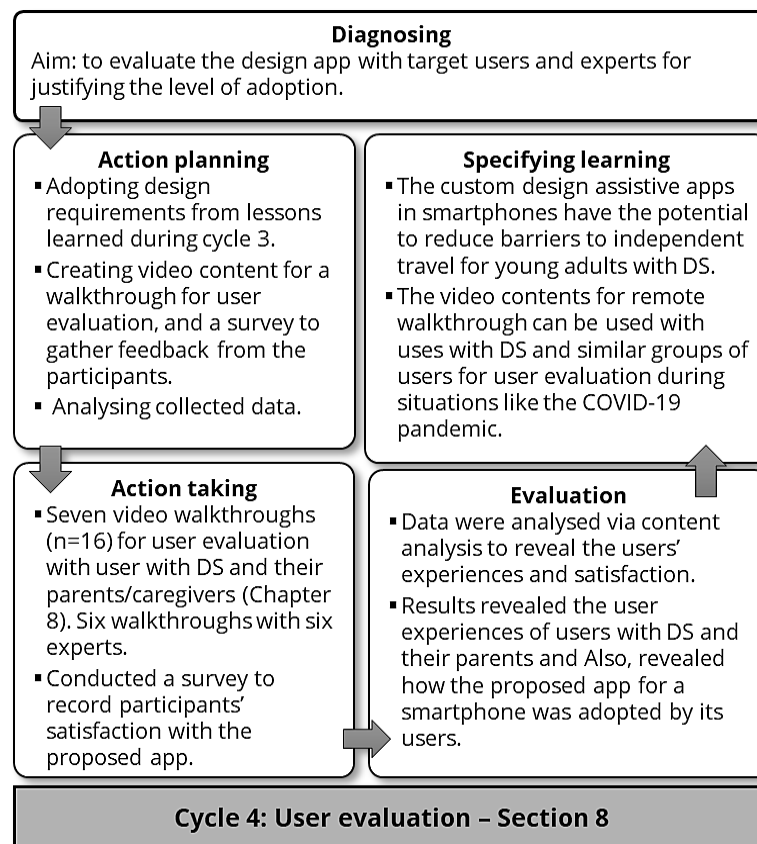 Diagnosing
Aim: to evaluate the design app with target users and experts for
justifying the level of adoption.
Action planning
▪Adopting design
requirements from lessons
learned during cycle 3.
▪Creating video content for a
walkthrough for user
evaluation, and a survey to
gather feedback from the
participants.
▪ Analysing collected data.
Action taking
▪Seven video walkthroughs
(n=16) for user evaluation
with user with DS and their
parents/caregivers (Chapter
8). Six walkthroughs with six
experts.
▪Conducted a survey to
record participants’
satisfaction with the
proposed app.
Evaluation
▪Data were analysed via content
analysis to reveal the users’
experiences and satisfaction.
▪Results revealed the user
experiences of users with DS and
their parents and Also, revealed
how the proposed app for a
smartphone was adopted by its
users.
Specifying learning
▪The custom design assistive apps
in smartphones have the potential
to reduce barriers to independent
travel for young adults with DS.
▪The video contents for remote
walkthrough can be used with
uses with DS and similar groups of
users for user evaluation during
situations like the COVID-19
pandemic.
Cycle 4: User evaluation – Section 8